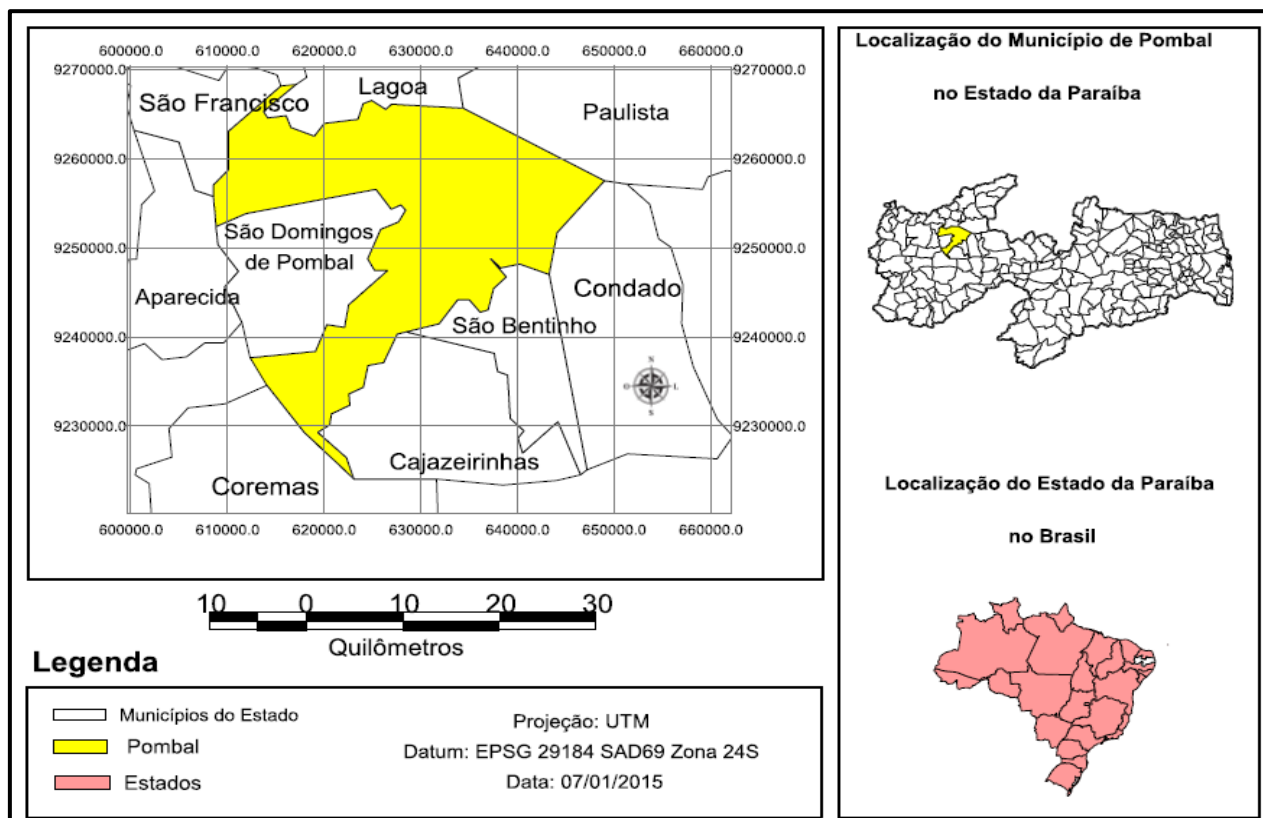 600000.0 610000.0 620000.0 630000.0 640000.0 650000.0 660000.0
9270000.0 9270000.0
Lagoa
São Francisco
Paulista
9260000.0 9260000.0
São Domingos
de Pombal
9250000.0 9250000.0
Aparecida
Condado
São Bentinho
9240000.0 9240000.0
N
O L
S
9230000.0 9230000.0
Cajazeirinhas
Coremas
600000.0 610000.0 620000.0 630000.0 640000.0 650000.0 660000.0
10 0 10 20 30
Quilômetros
Legenda
Municípios do Estado
Pombal
Estados
Projeção: UTM
Datum: EPSG 29184 SAD69 Zona 24S
Data: 07/01/2015
Localização do Município de Pombal
no Estado da Paraíba
Localização do Estado da Paraíba
no Brasil